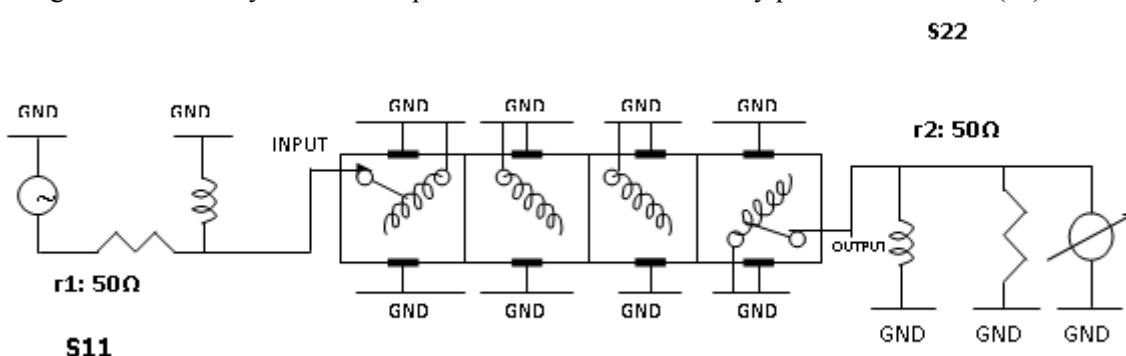 S22
GND
GND
GND
GND
GND
GND
r2: 50Ω
INPUT
OUTPUT
r1: 50Ω
GND
GND
GND
GND
GND
GND
GND
S11